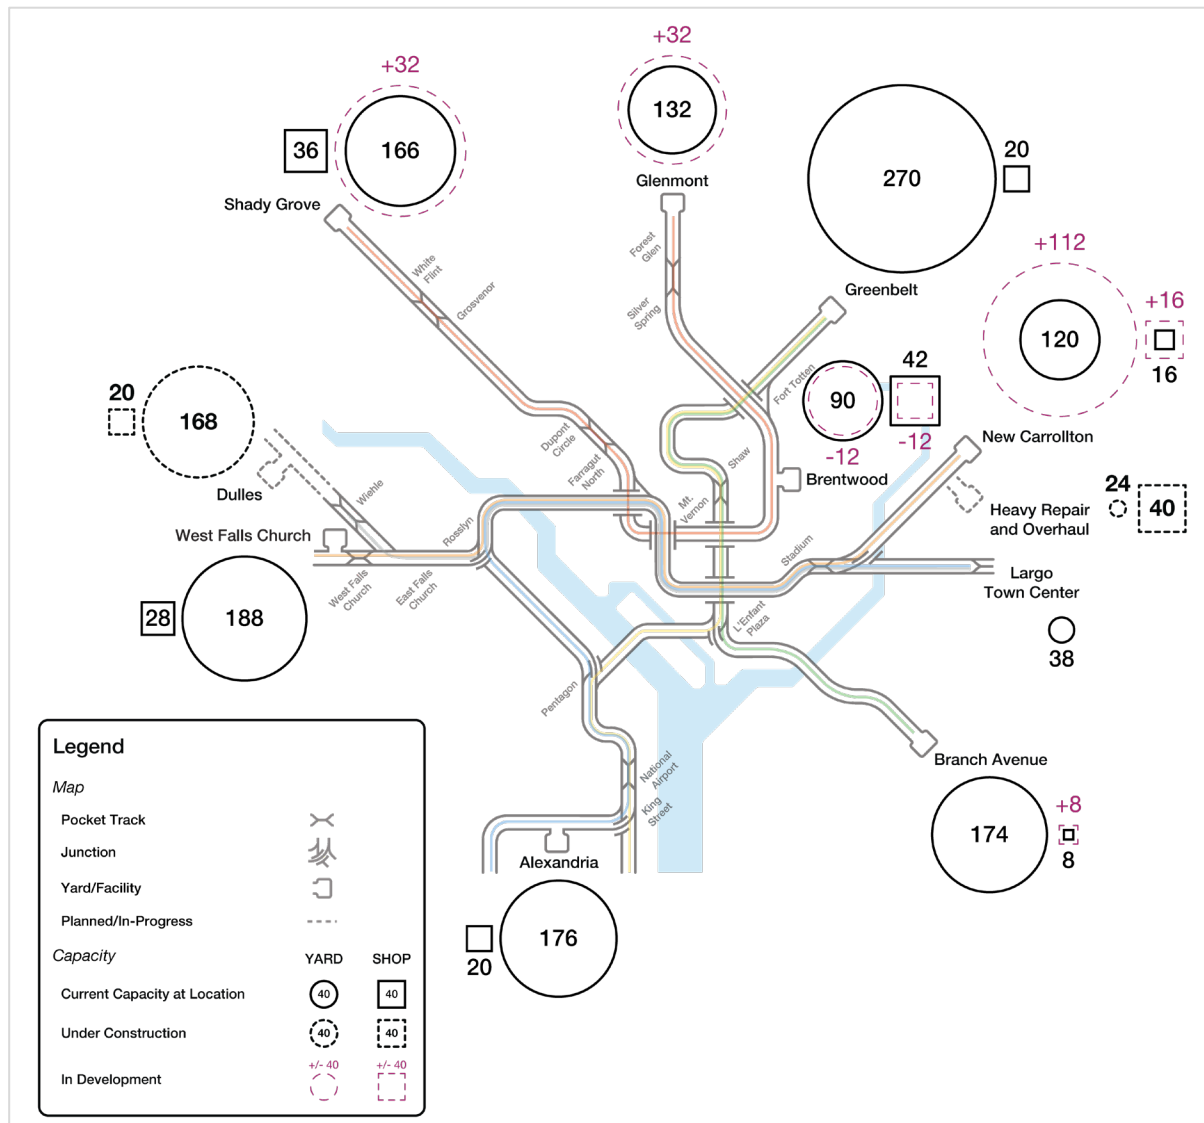 +32
132
Glenmont
+32
36
166
Shady Grove
270
20
Greenbelt
+112
120
+16
16
New Carrollton
42
90
-12
-12
Brentwood
20
168
Dulles
West Falls Church
28
188
24
40
Heavy Repair
and Overhaul
Largo
Town Center
38
Branch Avenue
174
+8
8
Alexandria
20
176
White
Flint
Grosvenor
Forest
Glen
Silver
Spring
Fort Totten
Dupont
Circle
Farragut
North
Shaw
Mt.
Vernon
Wiehle
Rosslyn
West Falls
Church
East Falls
Church
Stadium
L'Enfant
Plaza
Pentagon
National
Airport
King
Street
Legend
Map
Pocket Track
Junction
Yard/Facility
Planned/In-Progress
Capacity
YARD
SHOP
Current Capacity at Location
40
40
Under Construction
40
40
In Development
+/- 40
+/- 40